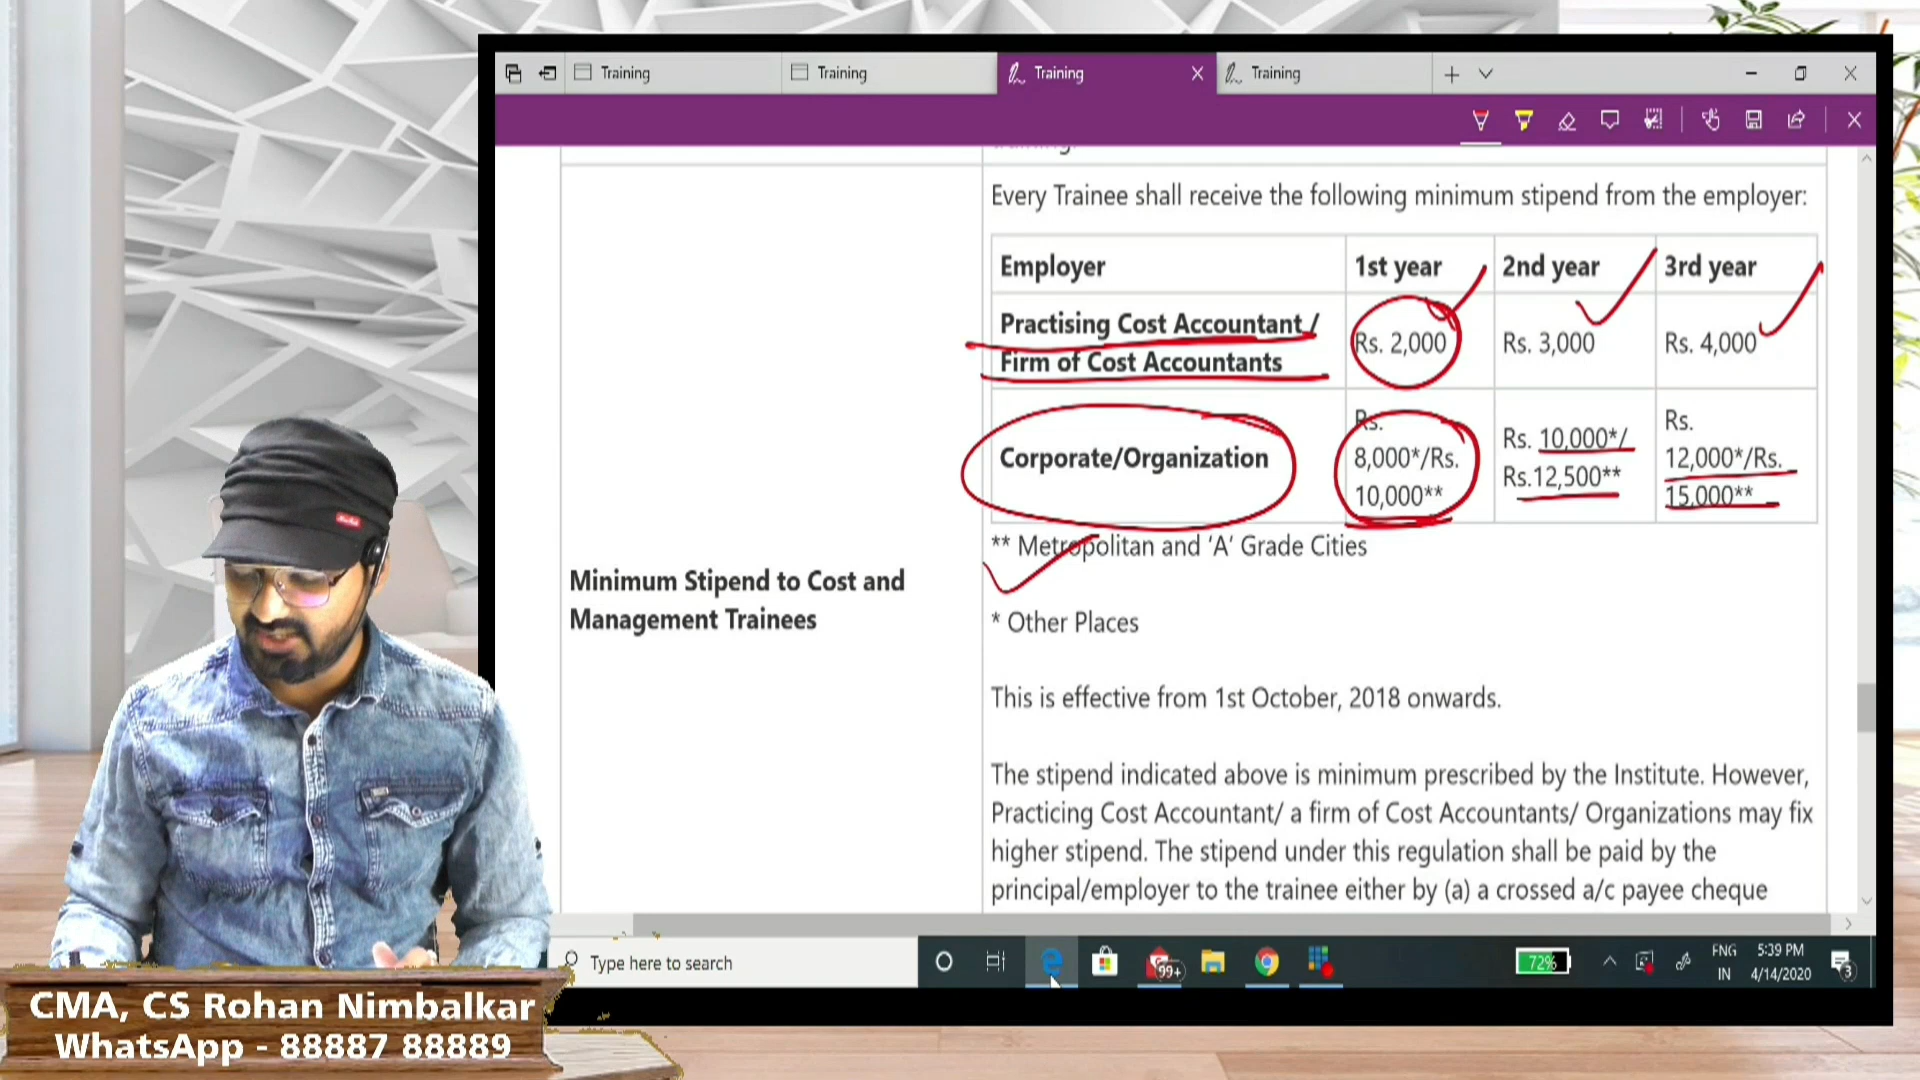 Training
Training
Training
Training
Every Trainee shall receive the following minimum stipend from the employer:
Employer
1st year
2nd year
3rd year
Practising Cost Accountant /
Firm of Cost Accountants
Rs. 2,000
Rs. 3,000
Rs. 4,000
Corporate/Organization
Rs.
8,000*/Rs.
10,000**
Rs. 10,000*/
Rs.12,500**
Rs.
12,000*/Rs.
15,000**
** Metropolitan and ‘A’ Grade Cities
* Other Places
Minimum Stipend to Cost and
Management Trainees
This is effective from 1st October, 2018 onwards.
The stipend indicated above is minimum prescribed by the Institute. However,
Practicing Cost Accountant/ a firm of Cost Accountants/ Organizations may fix
higher stipend. The stipend under this regulation shall be paid by the
principal/employer to the trainee either by (a) a crossed a/c payee cheque
Type here to search
99+
72%
ENG
IN
5:39 PM
4/14/2020
3
CMA, CS Rohan Nimbalkar
WhatsApp - 88887 88889